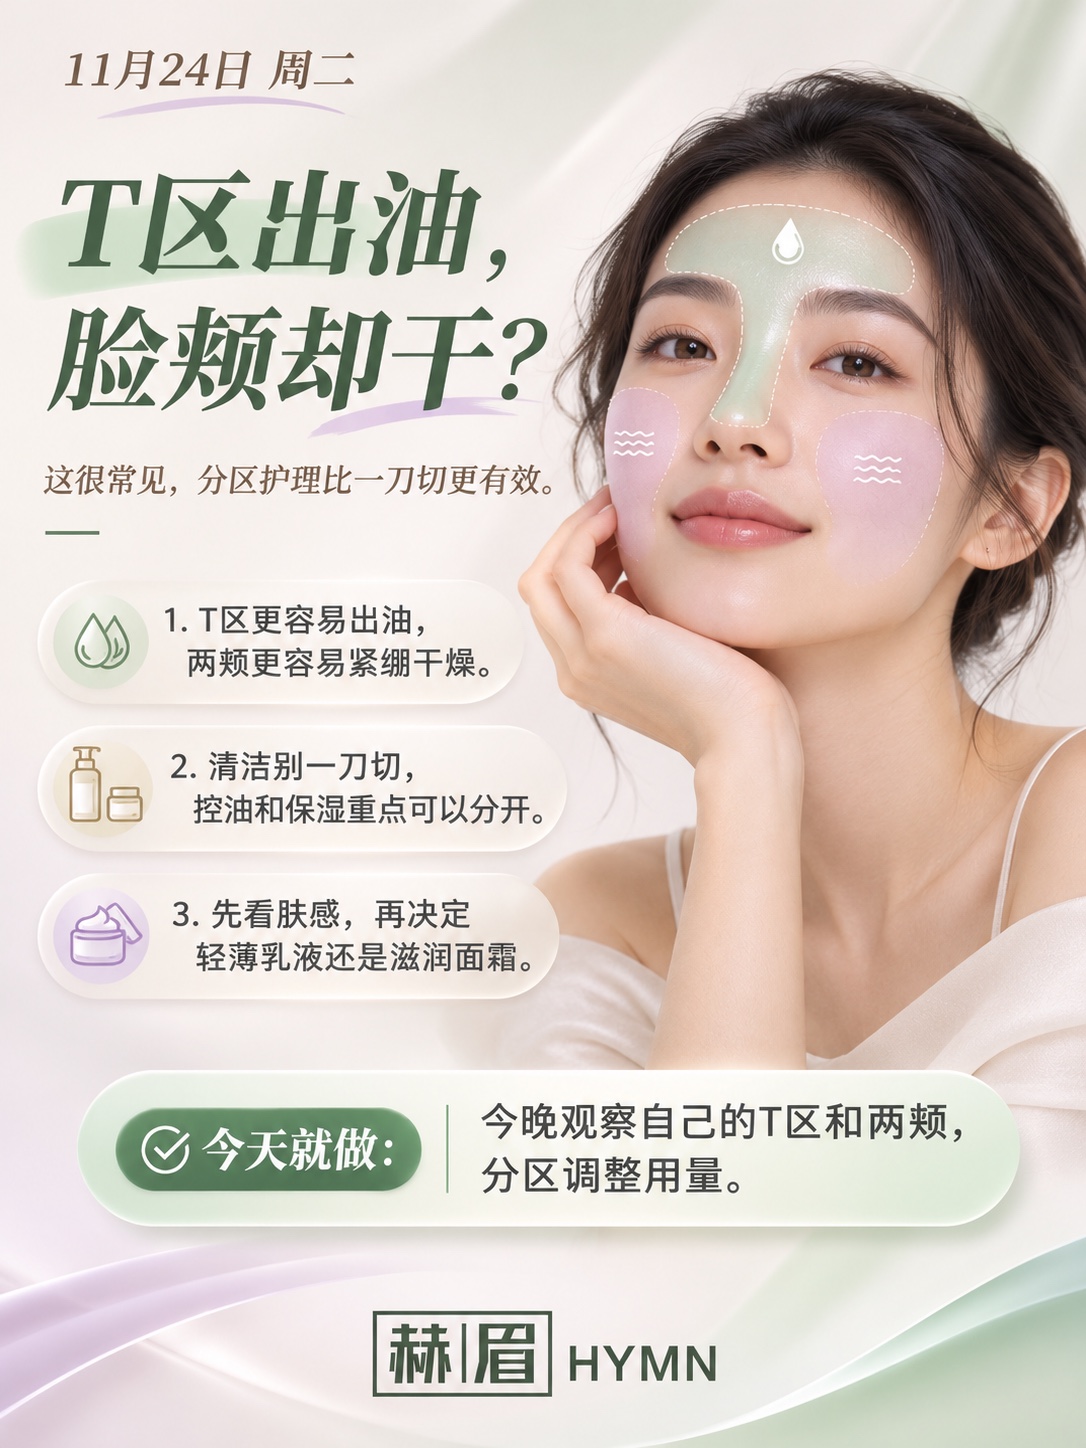 11月24日 周二
T区出油，
脸颊却干？
这很常见，分区护理比一刀切更有效。
1. T区更容易出油，
两颊更容易紧绷干燥。
2. 清洁别一刀切，
控油和保湿重点可以分开。
3. 先看肤感，再决定
轻薄乳液还是滋润面霜。
今天就做：
今晚观察自己的T区和两颊，
分区调整用量。
赫|眉 HYMN